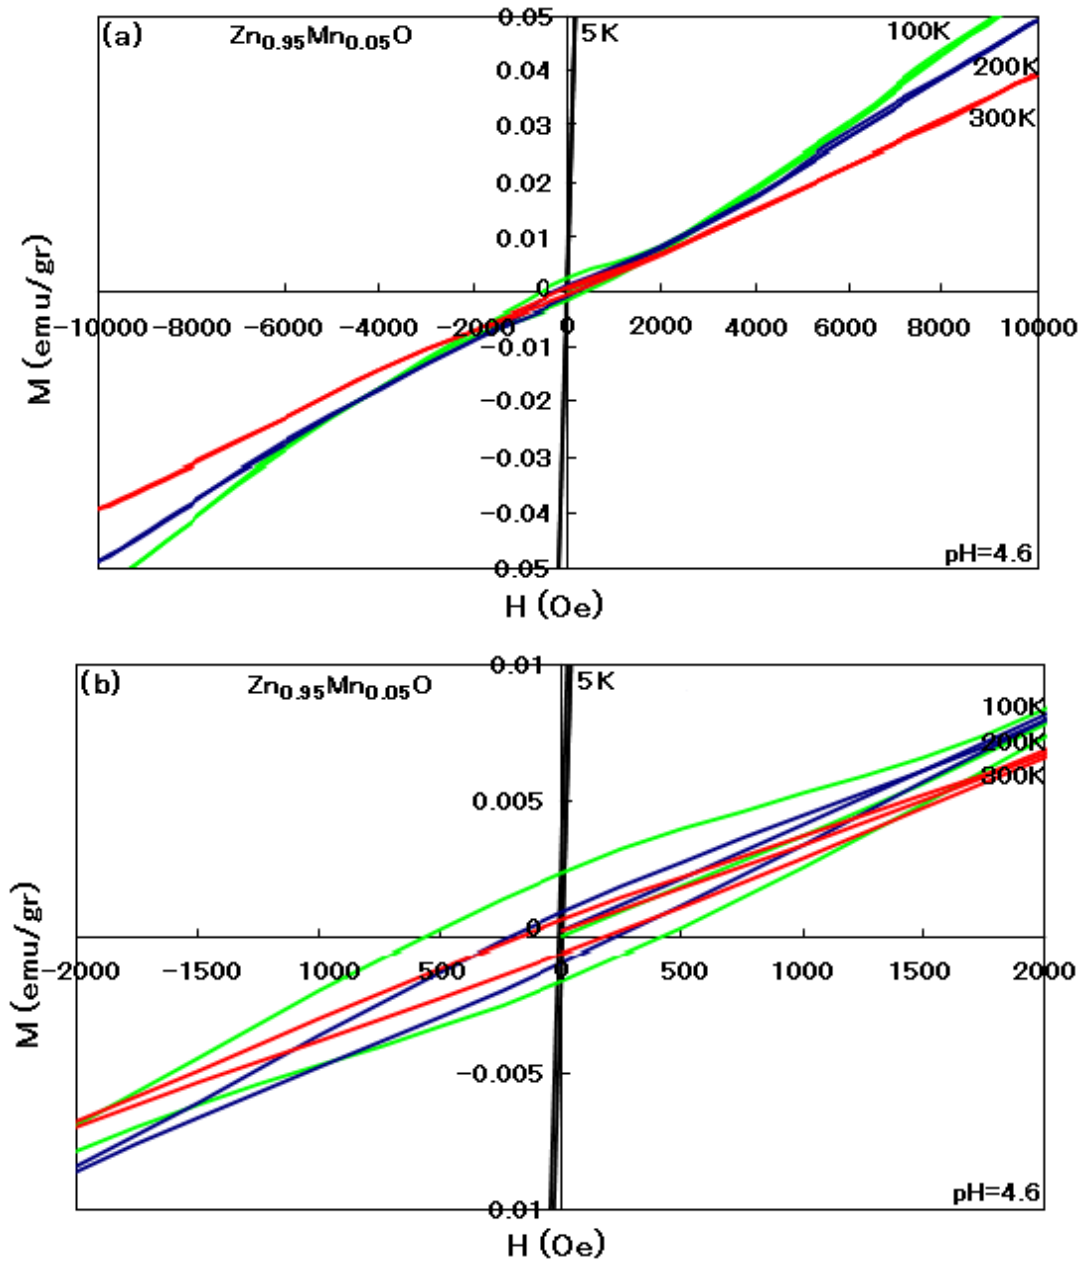 (a) Zn0.95Mn0.05O
0.05
5K
100K
0.04
200K
0.03
300K
0.02
0.01
0
-10000 -8000 -6000 -4000 -2000 0 2000 4000 6000 8000 10000
-0.01
-0.02
-0.03
-0.04
0.05
pH=4.6
M (emu/gr)
H (Oe)
(b) Zn0.95Mn0.05O
0.01
5K
100K
200K
300K
0.005
0
-2000 -1500 -1000 500 0 500 1000 1500 2000
-0.005
0.01
pH=4.6
M (emu/gr)
H (Oe)